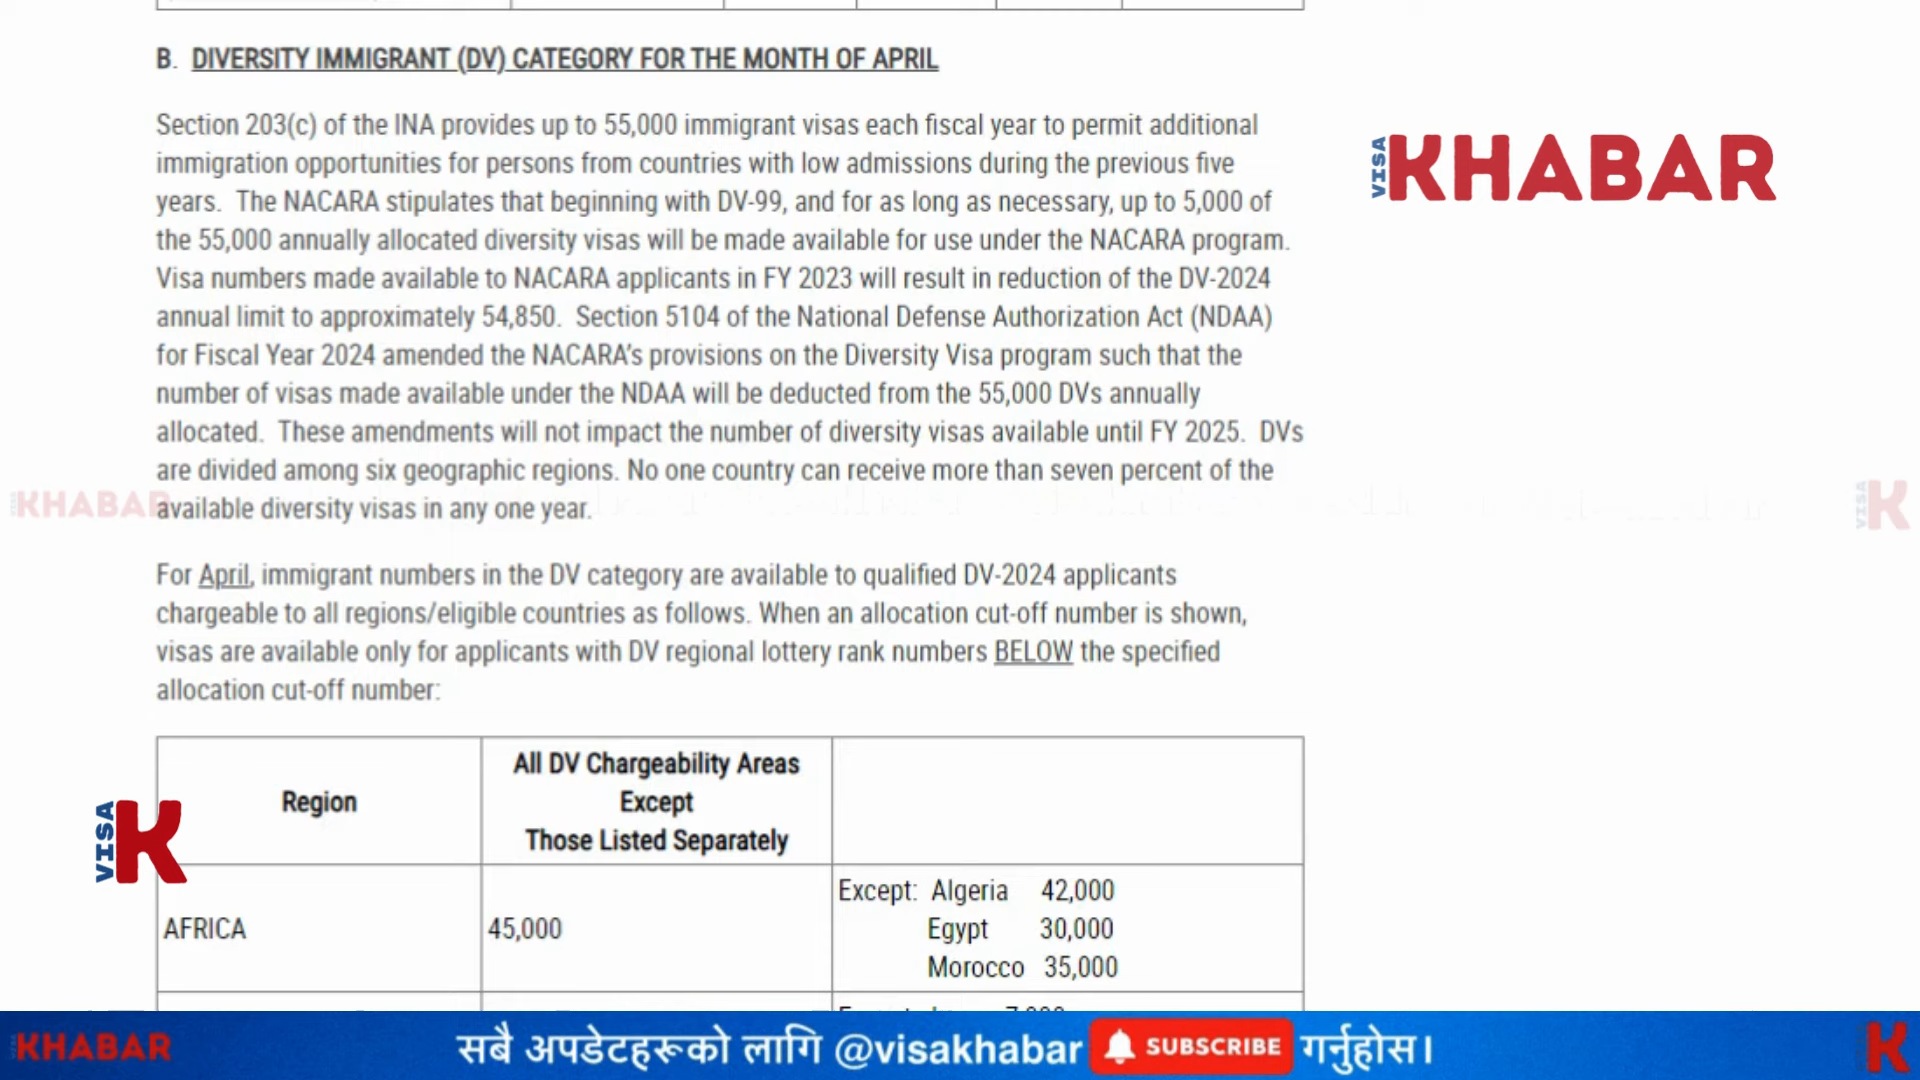 B. DIVERSITY IMMIGRANT (DV) CATEGORY FOR THE MONTH OF APRIL
Section 203(c) of the INA provides up to 55,000 immigrant visas each fiscal year to permit additional
immigration opportunities for persons from countries with low admissions during the previous five
years. The NACARA stipulates that beginning with DV-99, and for as long as necessary, up to 5,000 of
the 55,000 annually allocated diversity visas will be made available for use under the NACARA program.
Visa numbers made available to NACARA applicants in FY 2023 will result in reduction of the DV-2024
annual limit to approximately 54,850. Section 5104 of the National Defense Authorization Act (NDAA)
for Fiscal Year 2024 amended the NACARA's provisions on the Diversity Visa program such that the
number of visas made available under the NDAA will be deducted from the 55,000 DVs annually
allocated. These amendments will not impact the number of diversity visas available until FY 2025. DVs
are divided among six geographic regions. No one country can receive more than seven percent of the
available diversity visas in any one year.
For April, immigrant numbers in the DV category are available to qualified DV-2024 applicants
chargeable to all regions/eligible countries as follows. When an allocation cut-off number is shown,
visas are available only for applicants with DV regional lottery rank numbers BELOW the specified
allocation cut-off number:
Region
All DV Chargeability Areas
Except
Those Listed Separately
AFRICA
45,000
Except: Algeria 42,000
Egypt 30,000
Morocco 35,000
VISA KHABAR
KHABAR
VISA K
VISA K
KHABAR
सबै अपडेटहरूको लागि @visakhabar SUBSCRIBE गर्नुहोस।
K